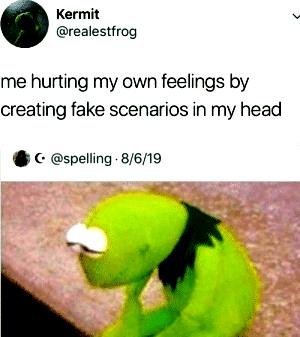 Kermit
@realestfrog
me hurting my own feelings by
creating fake scenarios in my head
@spelling · 8/6/19